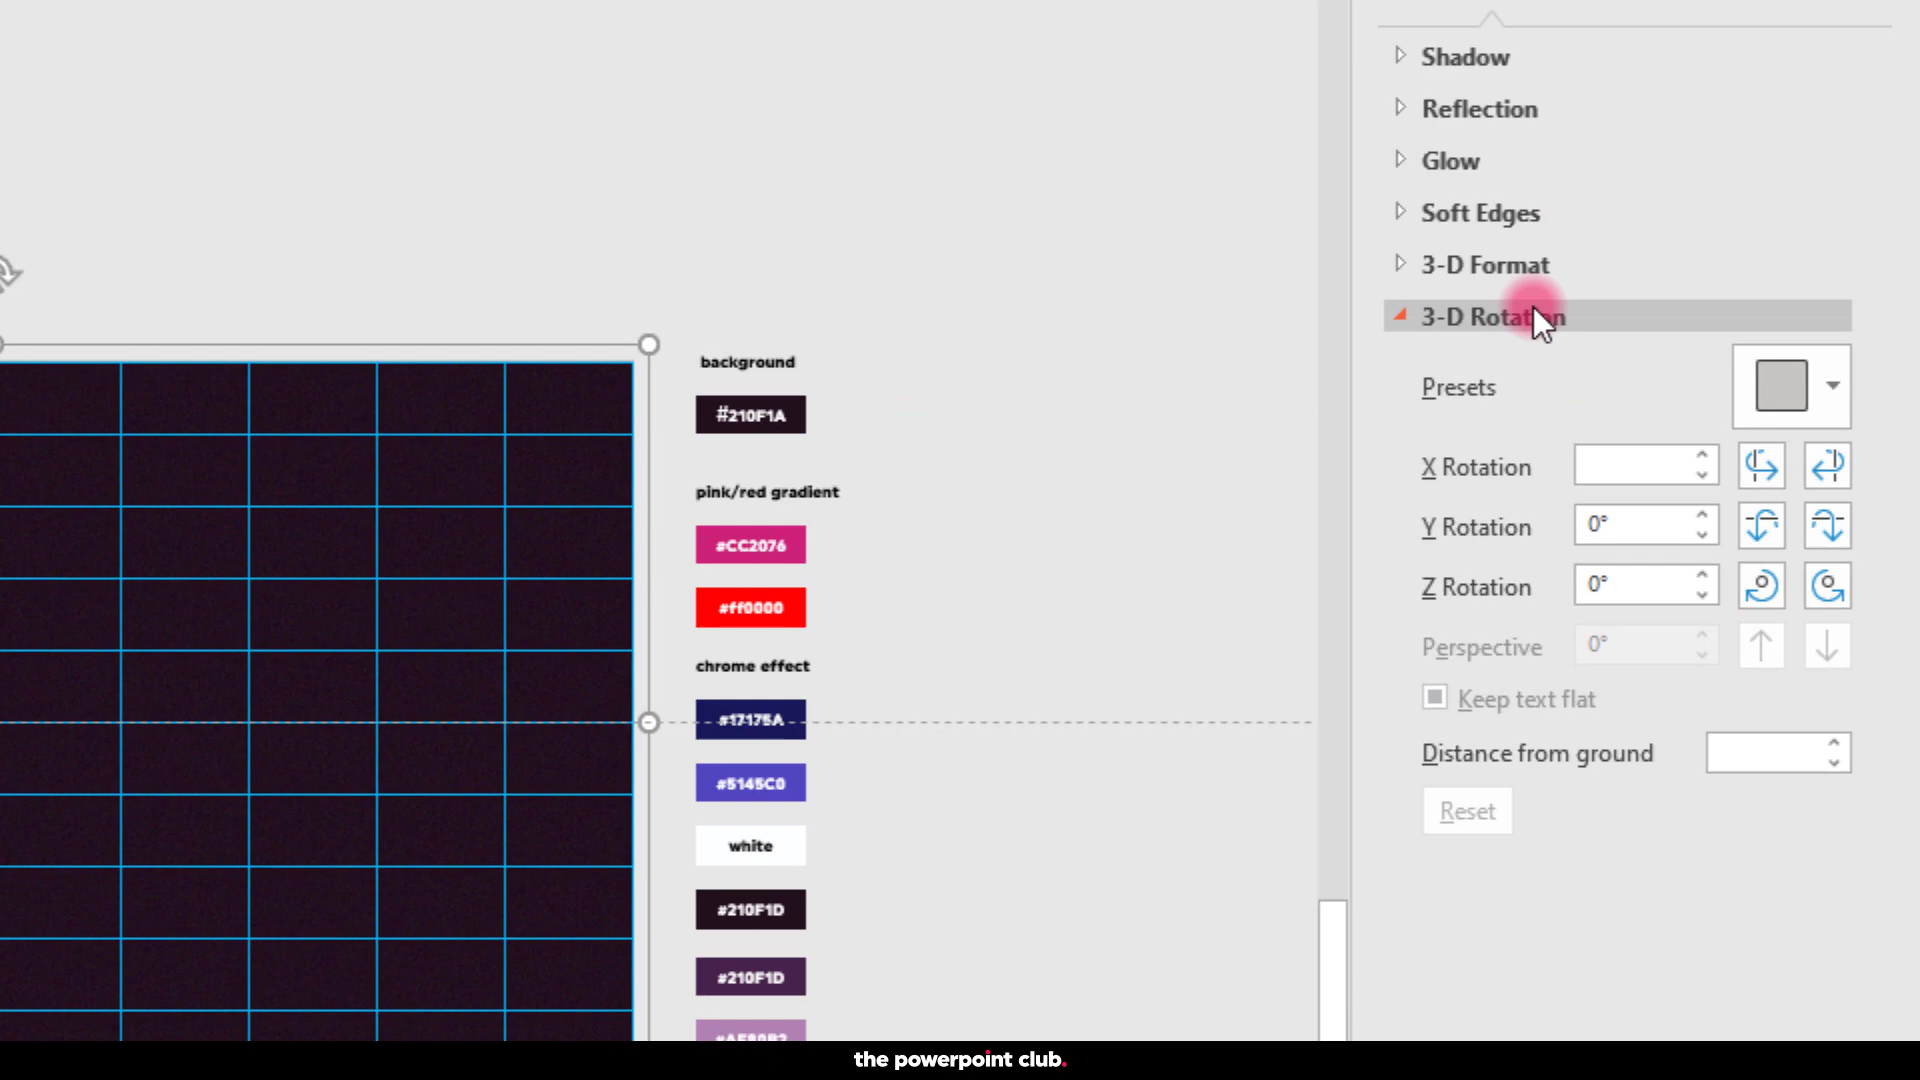 background
#210F1A
pink/red gradient
#CC2076
#ff0000
chrome effect
#17175A
#5145C0
white
#210F1D
#210F1D
Shadow
Reflection
Glow
Soft Edges
3-D Format
3-D Rotation
Presets
X Rotation
Y Rotation 0°
Z Rotation 0°
Perspective 0°
Keep text flat
Distance from ground
Reset
the powerpoint club.